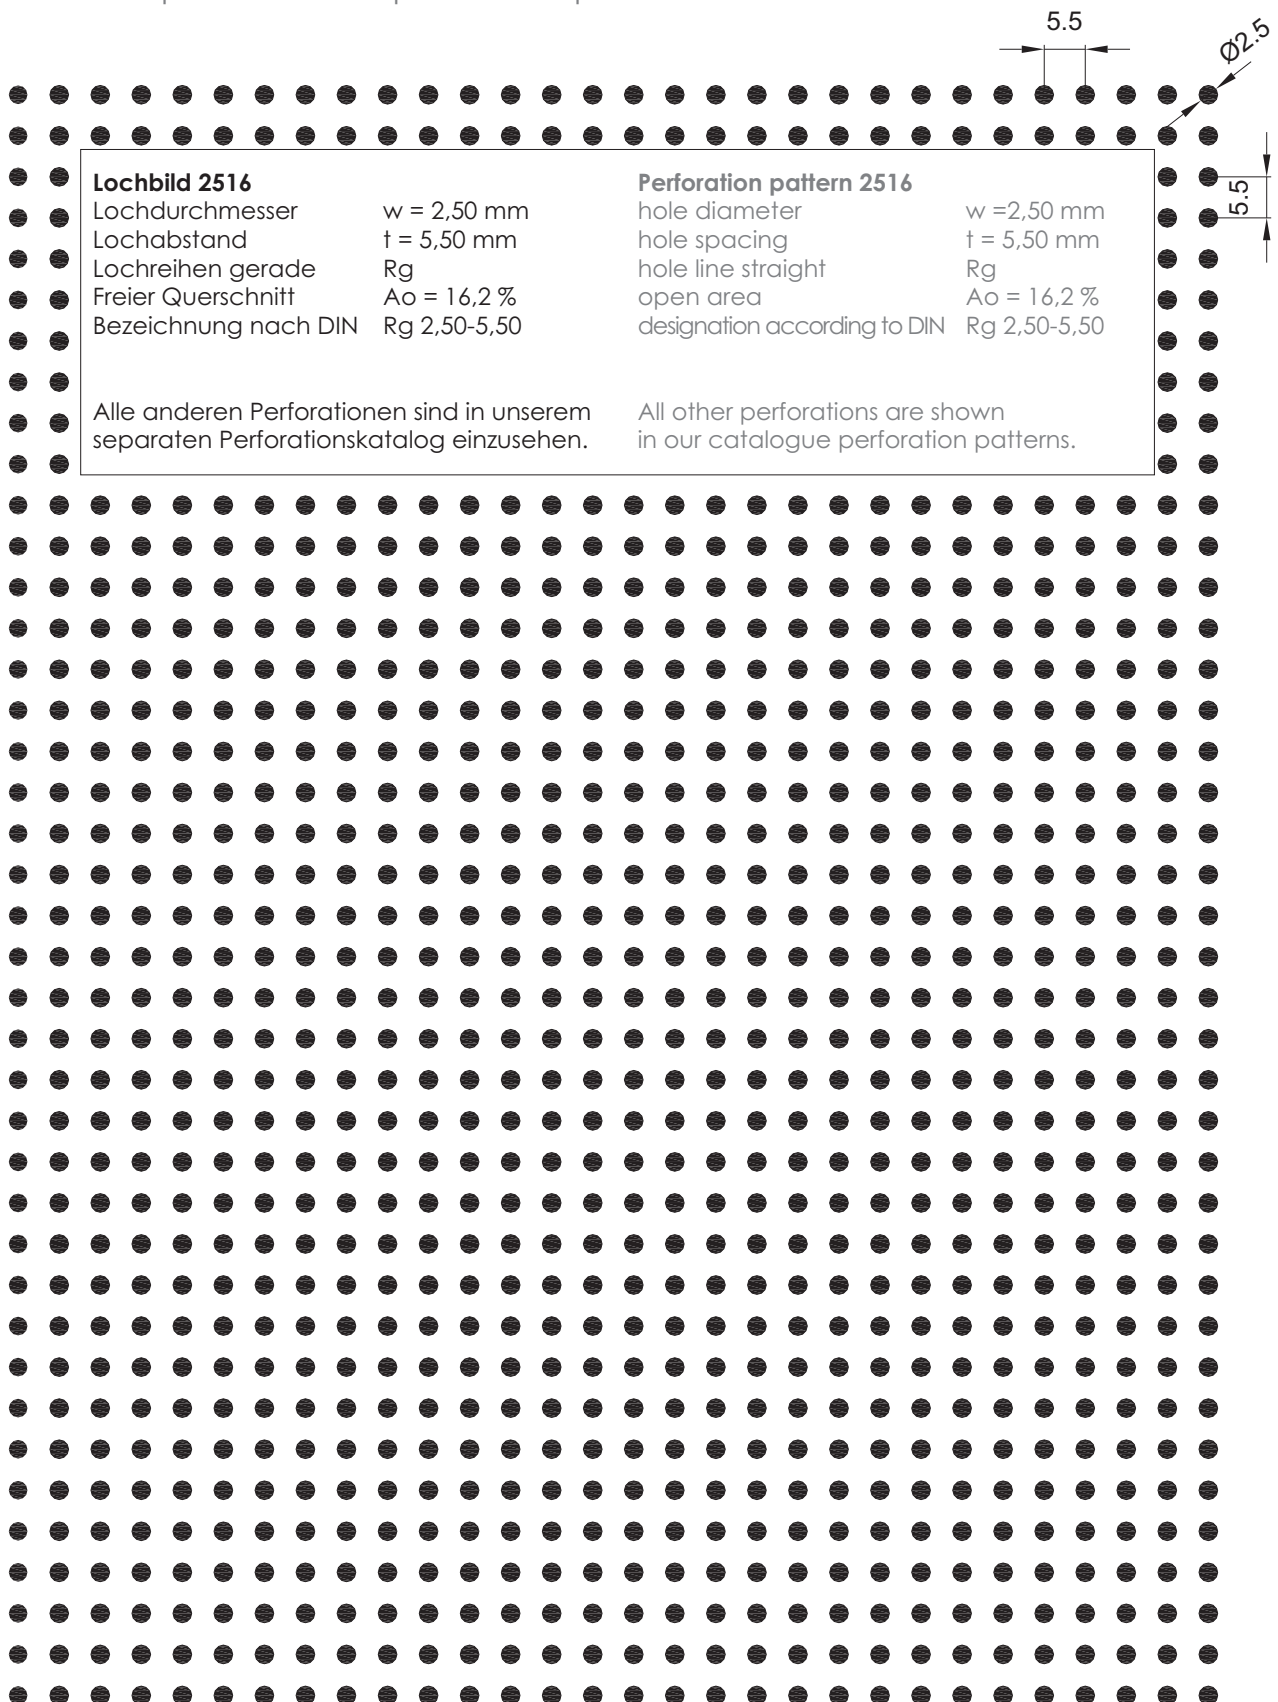 5.5
Ø2.5
5.5
Lochbild 2516
Lochdurchmesser w = 2,50 mm
Lochabstand t = 5,50 mm
Lochreihen gerade Rg
Freier Querschnitt Ao = 16,2 %
Bezeichnung nach DIN Rg 2,50-5,50
Alle anderen Perforationen sind in unserem
separaten Perforationskatalog einzusehen.
Perforation pattern 2516
hole diameter w =2,50 mm
hole spacing t = 5,50 mm
hole line straight Rg
open area Ao = 16,2 %
designation according to DIN Rg 2,50-5,50
All other perforations are shown
in our catalogue perforation patterns.